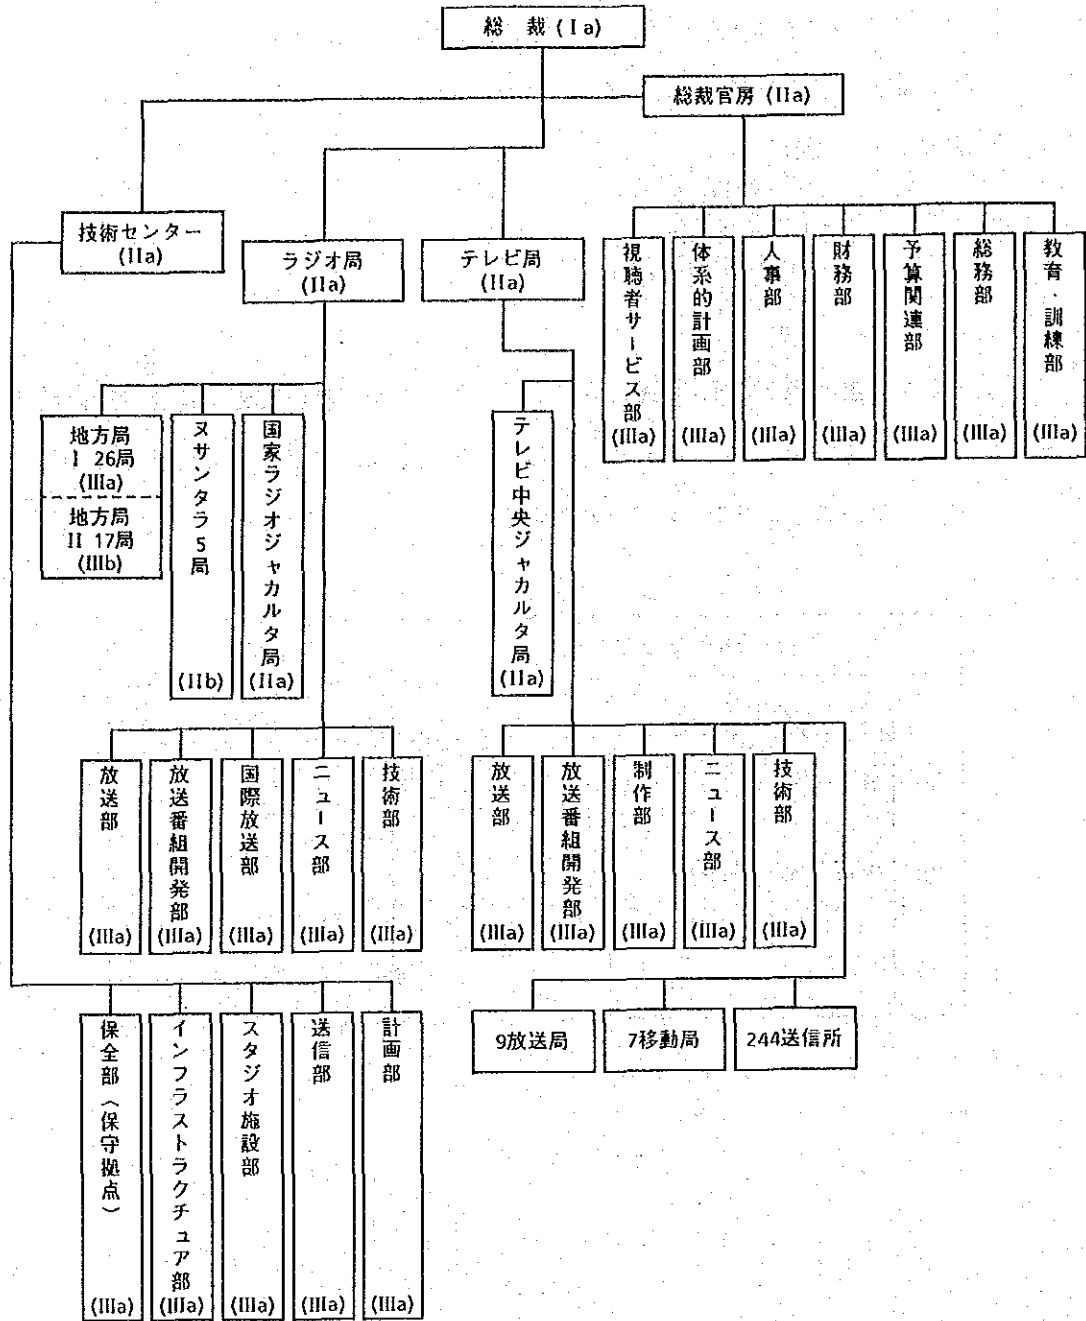 総 裁 (Ia)
総裁官房 (IIa)
技術センター
(IIa)
ラジオ局
(IIa)
テレビ局
(IIa)
視聴者サービス部
(IIIa)
体系的計画部
(IIIa)
人事部
(IIIa)
財務部
(IIIa)
予算関連部
(IIIa)
総務部
(IIIa)
教育・訓練部
(IIIa)
地方局
I 26局
(IIIa)
地方局
II 17局
(IIIb)
ヌサンタラ5局
(IIb)
国家ラジオジャカルタ局
(IIa)
テレビ中央ジャカルタ局
(IIa)
放送部
(IIIa)
放送番組開発部
(IIIa)
国際放送部
(IIIa)
ニュース部
(IIIa)
技術部
(IIIa)
放送部
(IIIa)
放送番組開発部
(IIIa)
制作部
(IIIa)
ニュース部
(IIIa)
技術部
(IIIa)
9放送局
7移動局
244送信所
保全部(保守拠点)
(IIIa)
インフラストラクチュア部
(IIIa)
スタジオ施設部
(IIIa)
送信部
(IIIa)
計画部
(IIIa)